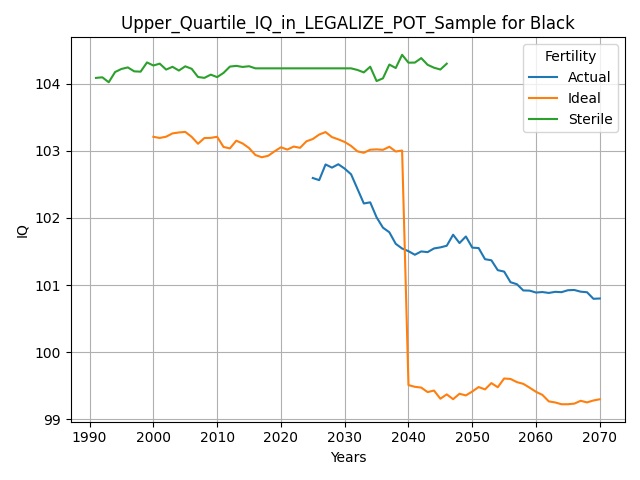 Upper_Quartile_IQ_in_LEGALIZE_POT_Sample for Black
Fertility
Actual
Ideal
Sterile
IQ
104
103
102
101
100
99
1990 2000 2010 2020 2030 2040 2050 2060 2070
Years